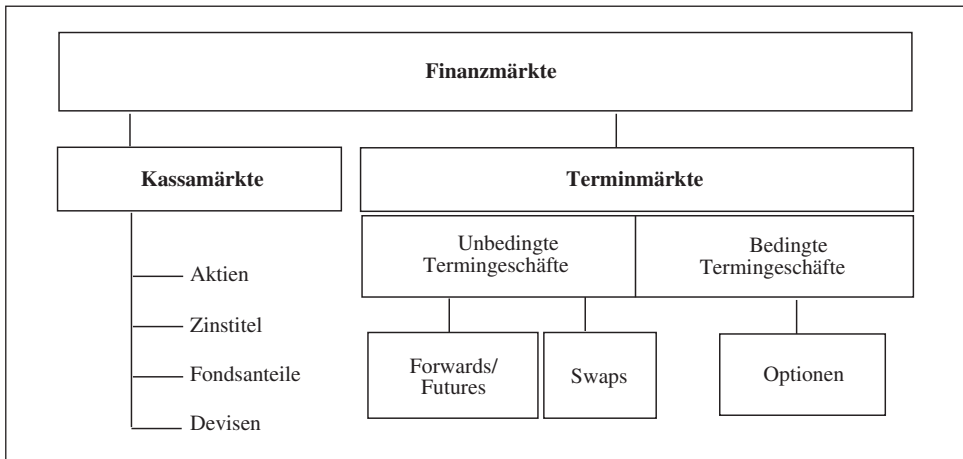 Finanzmärkte
Kassamärkte
Terminmärkte
Unbedingte
Termingeschäfte
Bedingte
Termingeschäfte
Aktien
Zinstitel
Fondsanteile
Devisen
Forwards/
Futures
Swaps
Optionen